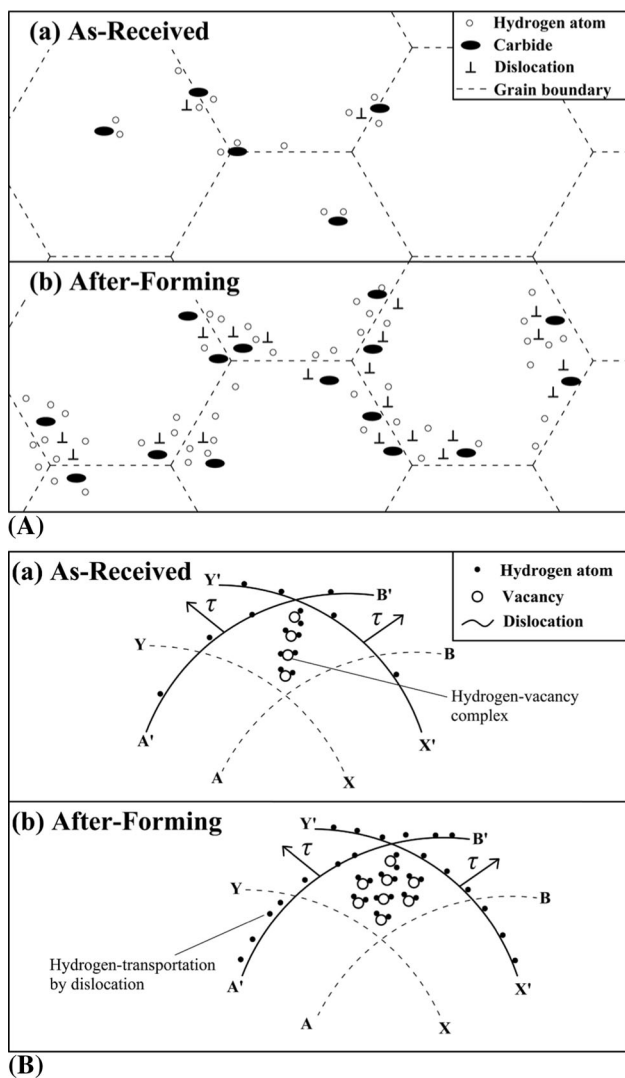 (a) As-Received
Hydrogen atom
Carbide
Dislocation
Grain boundary
(b) After-Forming
(A)
(a) As-Received
Hydrogen atom
Vacancy
Dislocation
Y'
B'
τ
τ
Y
B
Hydrogen-vacancy
complex
A'
X'
A
X
(b) After-Forming
Y'
B'
τ
τ
Y
B
Hydrogen-transportation
by dislocation
A'
X'
A
X
(B)